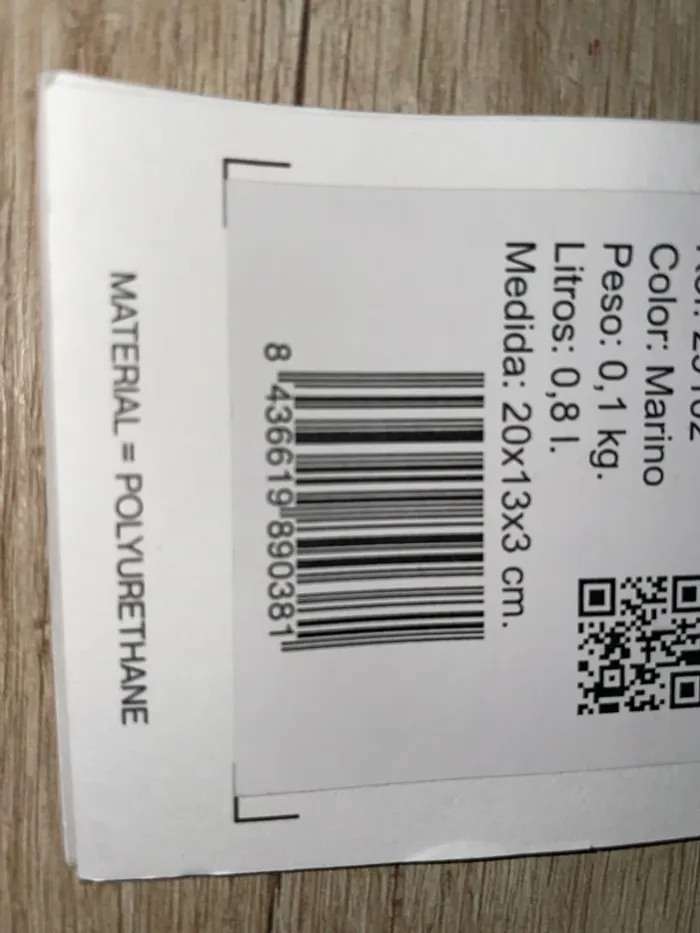 Color: Marino
Peso: 0,1 kg.
Litros: 0,8 l.
Medida: 20x13x3 cm.
8 436619 890381
MATERIAL = POLYURETHANE